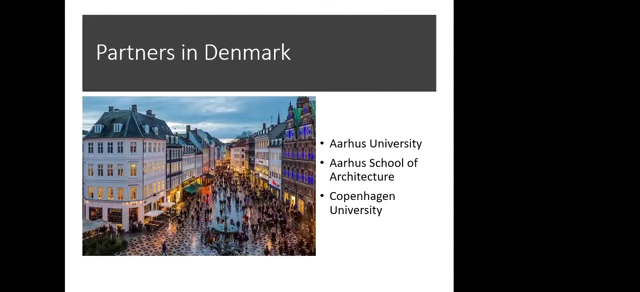 Partners in Denmark
• Aarhus University
• Aarhus School of
Architecture
• Copenhagen
University